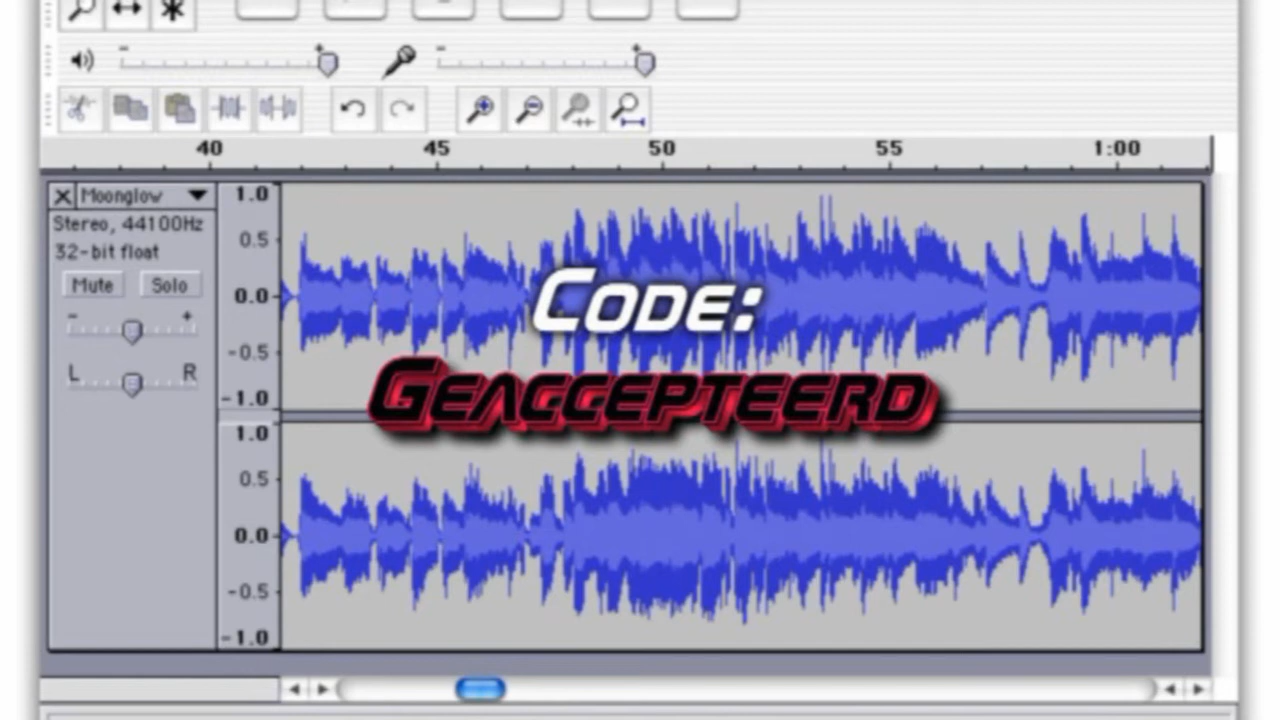 40 45 50 55 1:00
Moonglow
Stereo, 44100Hz
32-bit float
Mute Solo
- +
L R
1.0
0.5
0.0
-0.5
-1.0
1.0
0.5
0.0
-0.5
-1.0
Code:
Geaccepteerd